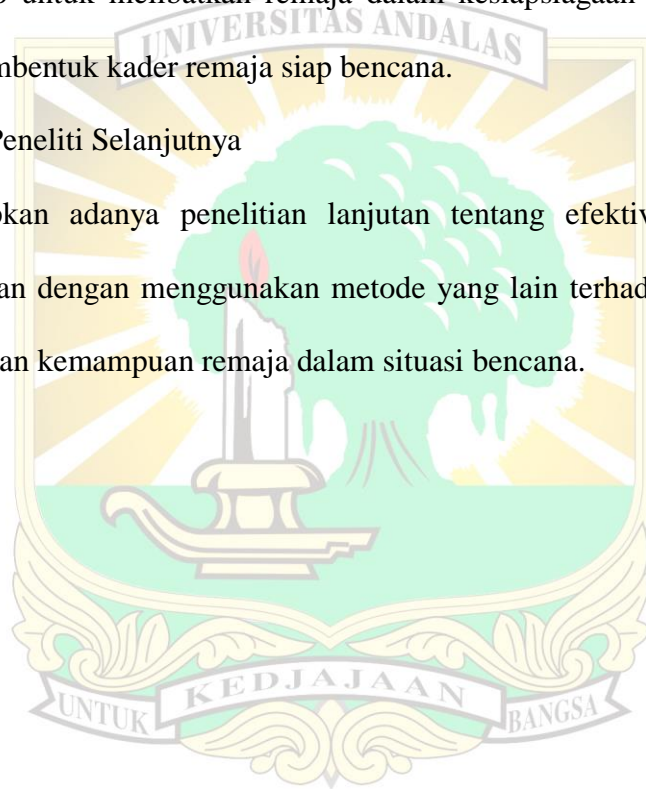 untuk melibatkan remaja dalam kesiapsiagaan
UNIVERSITAS ANDALAS
mbentuk kader remaja siap bencana.
Peneliti Selanjutnya
kan adanya penelitian lanjutan tentang efektiv
an dengan menggunakan metode yang lain terhad
an kemampuan remaja dalam situasi bencana.
UNTUK KEDJAJAAN BANGSA